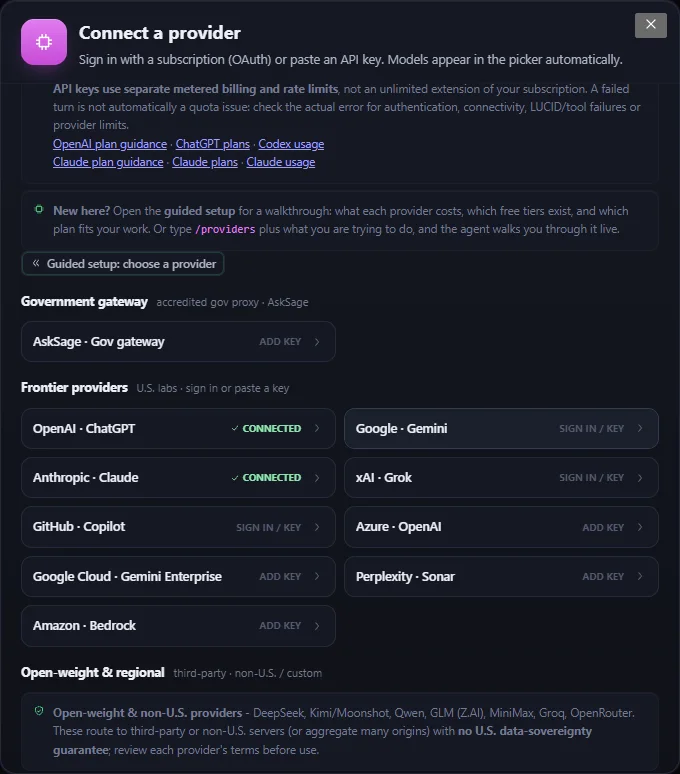 Connect a provider
Sign in with a subscription (OAuth) or paste an API key. Models appear in the picker automatically.
API keys use separate metered billing and rate limits, not an unlimited extension of your subscription. A failed
turn is not automatically a quota issue: check the actual error for authentication, connectivity, LUCID/tool failures or
provider limits.
OpenAI plan guidance · ChatGPT plans · Codex usage
Claude plan guidance · Claude plans · Claude usage
New here? Open the guided setup for a walkthrough: what each provider costs, which free tiers exist, and which
plan fits your work. Or type /providers plus what you are trying to do, and the agent walks you through it live.
« Guided setup: choose a provider
Government gateway accredited gov proxy · AskSage
AskSage · Gov gateway ADD KEY
Frontier providers U.S. labs · sign in or paste a key
OpenAI · ChatGPT ✓ CONNECTED
Google · Gemini SIGN IN / KEY
Anthropic · Claude ✓ CONNECTED
xAI · Grok SIGN IN / KEY
GitHub · Copilot SIGN IN / KEY
Azure · OpenAI ADD KEY
Google Cloud · Gemini Enterprise ADD KEY
Perplexity · Sonar ADD KEY
Amazon · Bedrock ADD KEY
Open-weight & regional third-party · non-U.S. / custom
Open-weight & non-U.S. providers - DeepSeek, Kimi/Moonshot, Qwen, GLM (Z.AI), MiniMax, Groq, OpenRouter.
These route to third-party or non-U.S. servers (or aggregate many origins) with no U.S. data-sovereignty
guarantee; review each provider's terms before use.